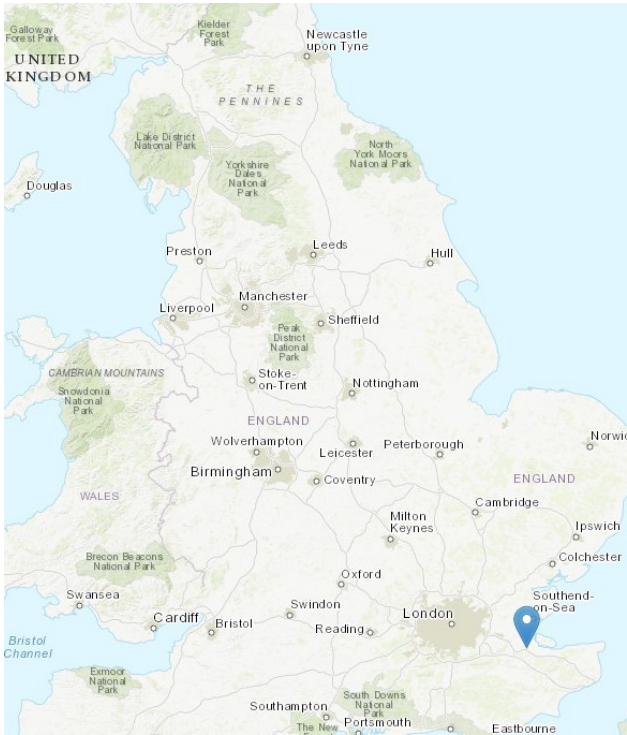 Galloway
Forest Park
Kielder
Forest
Park
Newcastle
upon Tyne
UNITED
KINGDOM
THE
PENNINES
Lake District
National Park
North
York Moors
National Park
Yorkshire
Dales
National
Park
Douglas
Leeds
Preston
Hull
Manchester
Liverpool
Sheffield
Peak
District
National
Park
CAMBRIAN MOUNTAINS
Stoke-
on-Trent
Nottingham
Snowdonia
National
Park
ENGLAND
Wolverhampton
Leicester
Peterborough
Norwic
Birmingham
Coventry
ENGLAND
WALES
Cambridge
Milton
Keynes
Ipswich
Brecon Beacons
National Park
Colchester
Oxford
Swansea
Swindon
Southend-
on-Sea
Cardiff
Bristol
London
Reading
Bristol
Channel
Exmoor
National
Park
South Downs
National
Park
Southampton
The New
Portsmouth
Eastbourne